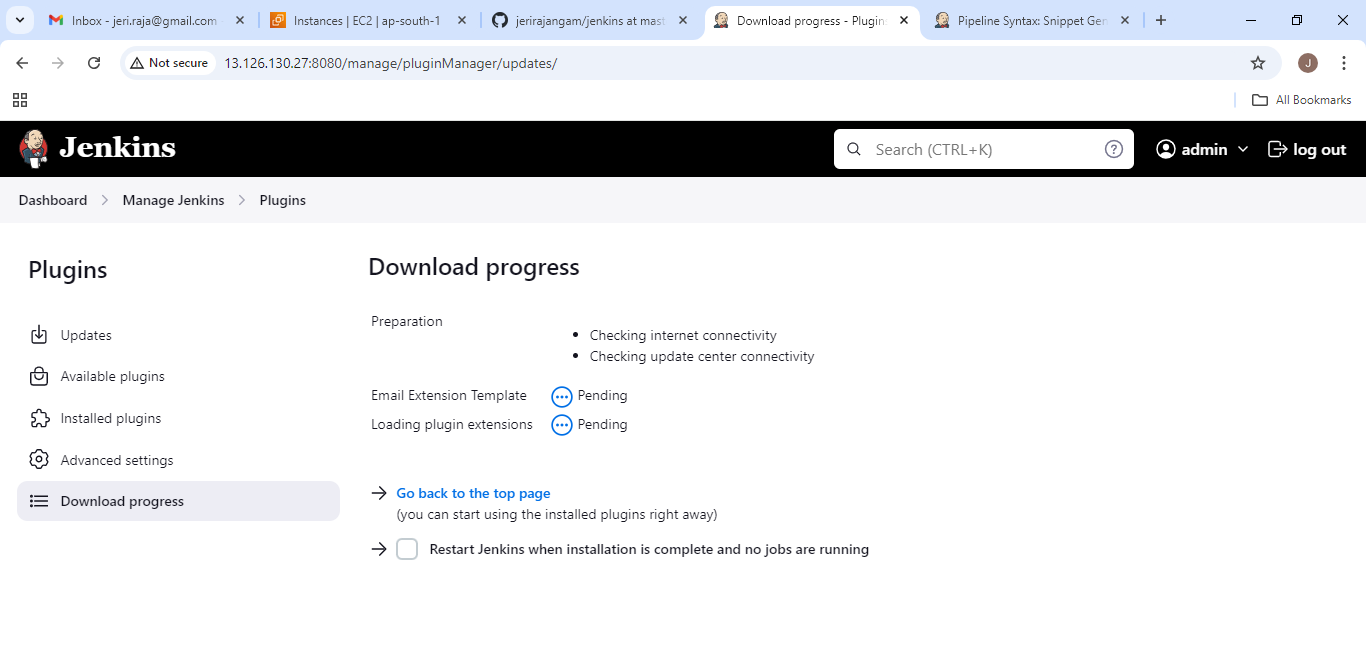 Inbox - jeri.raja@gmail.com
Instances | EC2 | ap-south-1
jerirajangam/jenkins at mast
Download progress - Plugin
Pipeline Syntax: Snippet Gen
Not secure
13.126.130.27:8080/manage/pluginManager/updates/
J
All Bookmarks
Jenkins
Search (CTRL+K)
?
admin
log out
Dashboard
Manage Jenkins
Plugins
Plugins
Updates
Available plugins
Installed plugins
Advanced settings
Download progress
Download progress
Preparation
• Checking internet connectivity
• Checking update center connectivity
Email Extension Template Pending
Loading plugin extensions Pending
Go back to the top page
(you can start using the installed plugins right away)
Restart Jenkins when installation is complete and no jobs are running